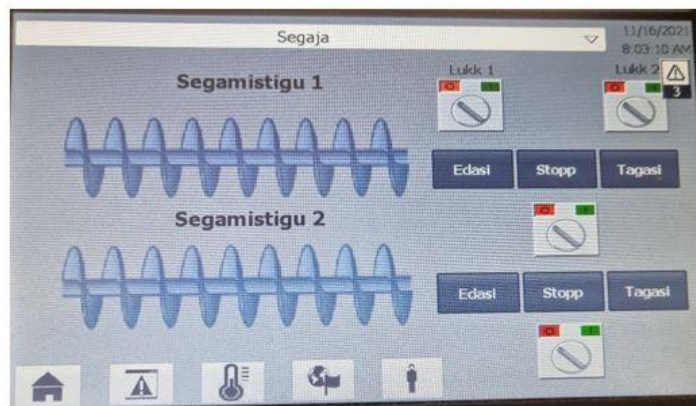 Segaja
11/16/2021
8:03:10 AM
Segamistigu 1
Lukk 1
Lukk 2
O I
O I
3
Edasi Stopp Tagasi
O I
Segamistigu 2
Edasi Stopp Tagasi
O I